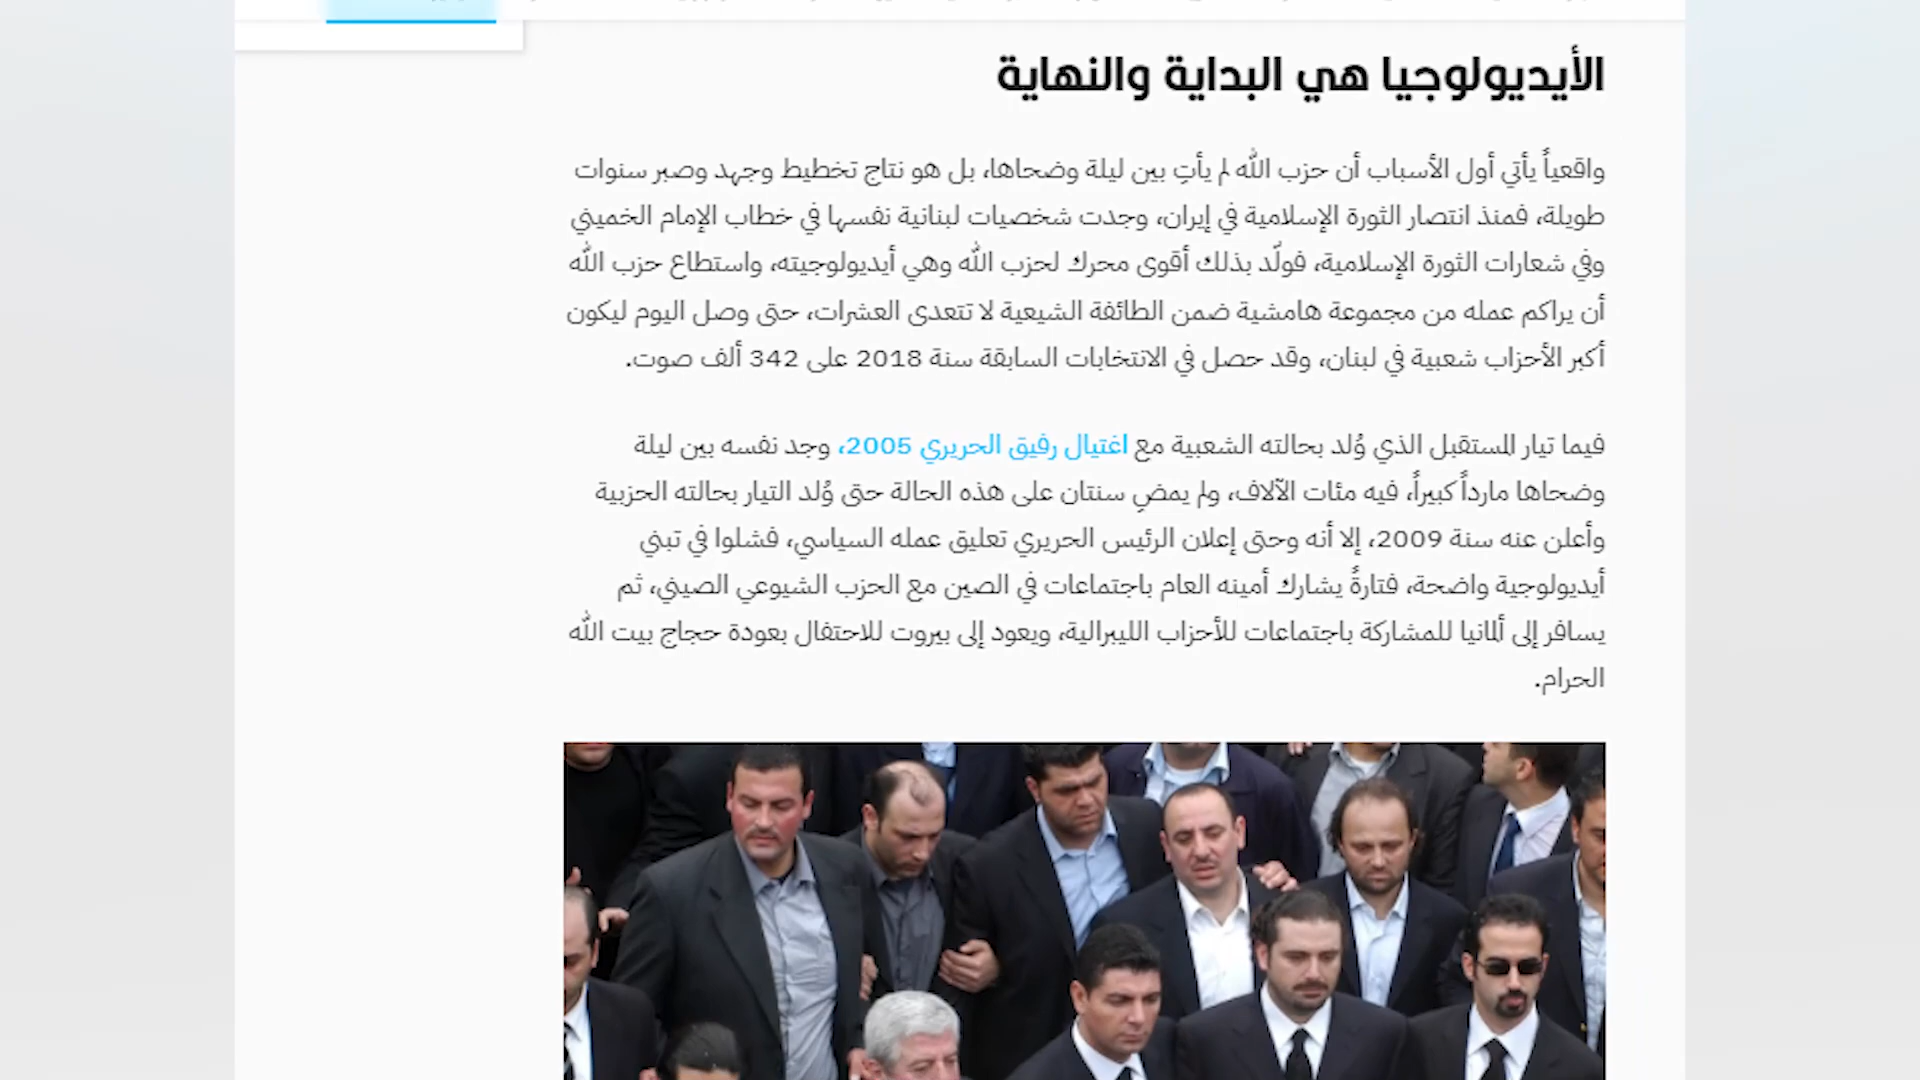 الأيديولوجيا هي البداية والنهاية
واقعياً يأتي أول الأسباب أن حزب الله لم يأتِ بين ليلة وضحاها، بل هو نتاج تخطيط وجهد وصبر سنوات
طويلة، فمنذ انتصار الثورة الإسلامية في إيران، وجدت شخصيات لبنانية نفسها في خطاب الإمام الخميني
وفي شعارات الثورة الإسلامية، فولّد بذلك أقوى محرك لحزب الله وهي أيديولوجيته، واستطاع حزب الله
أن يراكم عمله من مجموعة هامشية ضمن الطائفة الشيعية لا تتعدى العشرات، حتى وصل اليوم ليكون
أكبر الأحزاب شعبية في لبنان، وقد حصل في الانتخابات السابقة سنة 2018 على 342 ألف صوت.
فيما تيار المستقبل الذي وُلد بحالته الشعبية مع اغتيال رفيق الحريري 2005، وجد نفسه بين ليلة
وضحاها مارداً كبيراً، فيه مئات الآلاف، ولم يمضِ سنتان على هذه الحالة حتى وُلد التيار بحالته الحزبية
وأعلن عنه سنة 2009، إلا أنه وحتى إعلان الرئيس الحريري تعليق عمله السياسي، فشلوا في تبني
أيديولوجية واضحة، فتارةً يشارك أمينه العام باجتماعات في الصين مع الحزب الشيوعي الصيني، ثم
يسافر إلى ألمانيا للمشاركة باجتماعات للأحزاب الليبرالية، ويعود إلى بيروت للاحتفال بعودة حجاج بيت الله
الحرام.